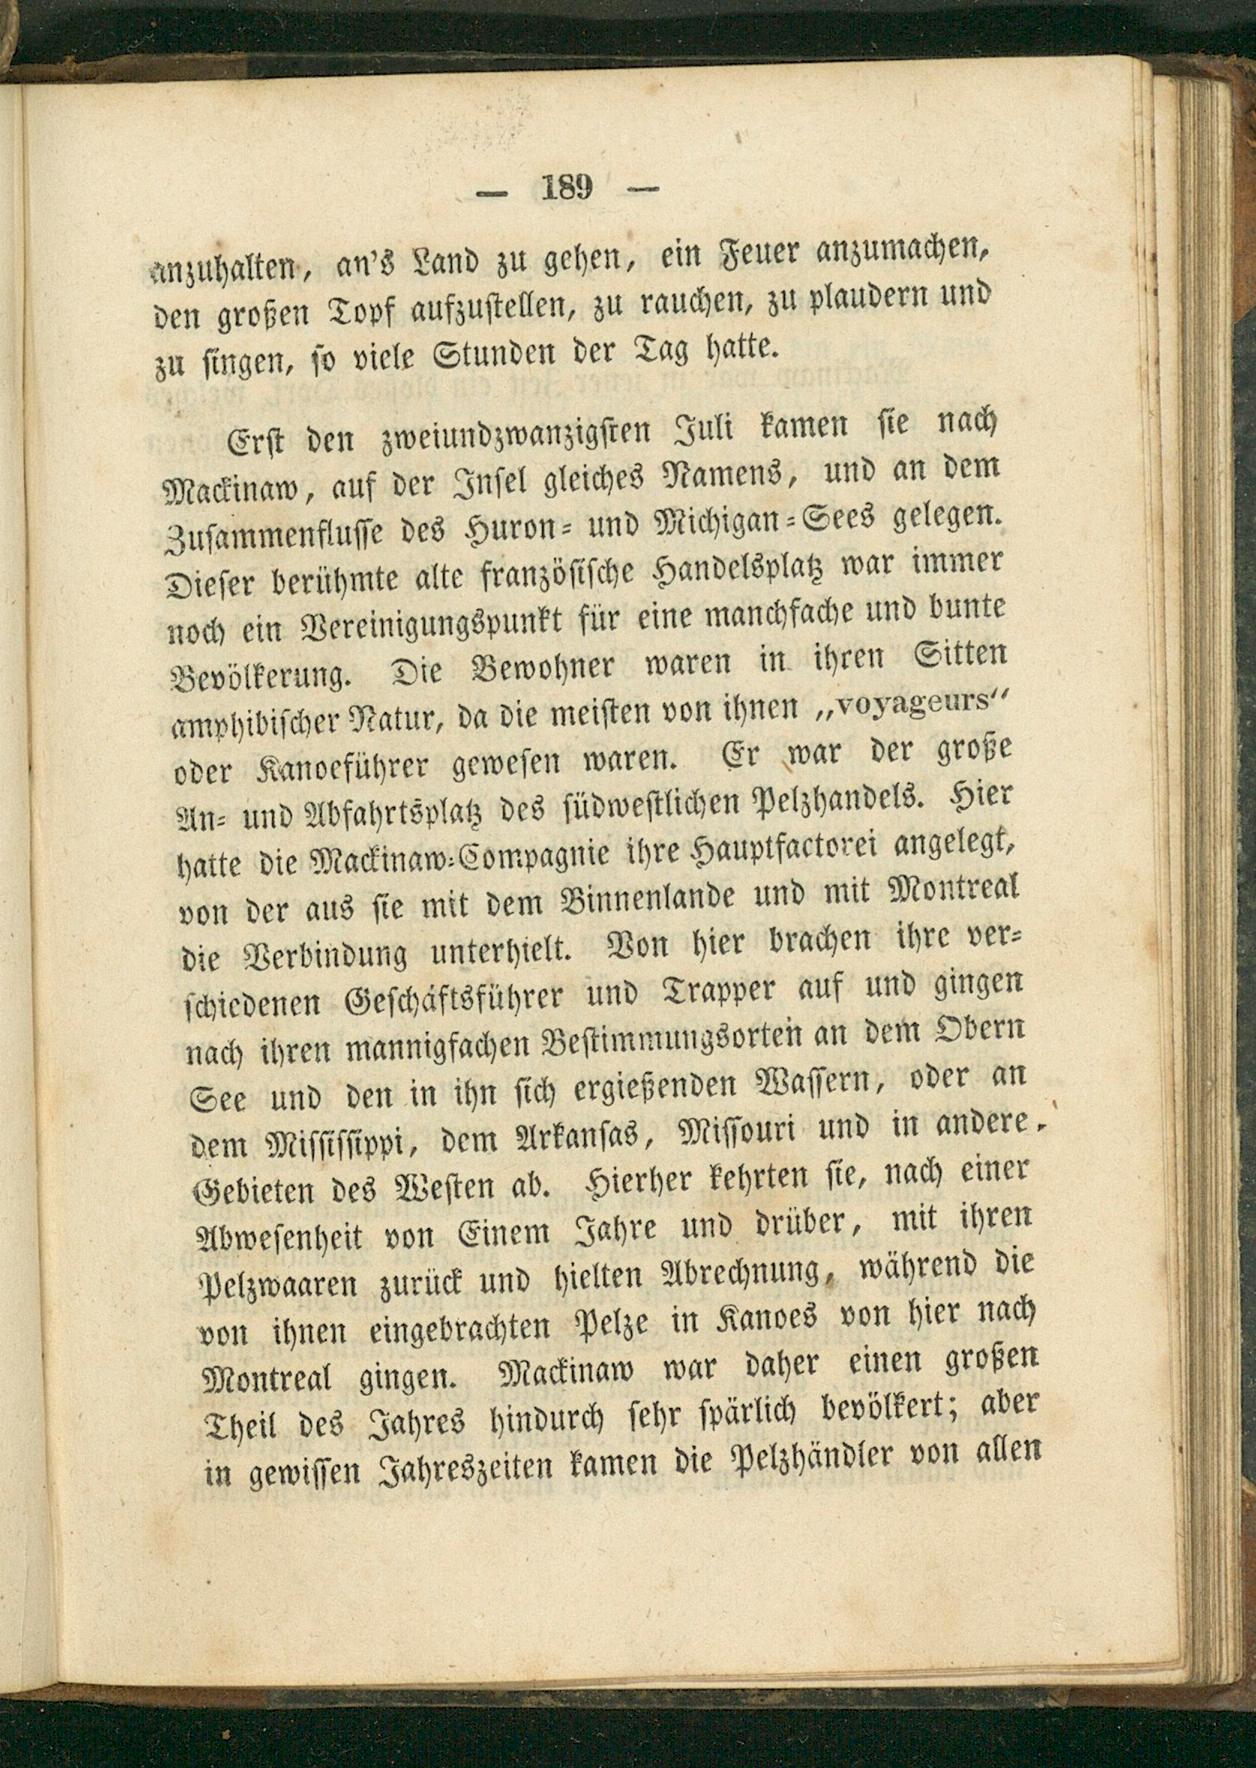 — 189 —
anzuhalten, an's Land zu gehen, ein Feuer anzumachen,
den großen Topf aufzustellen, zu rauchen, zu plaudern und
zu singen, so viele Stunden der Tag hatte.
Erst den zweiundzwanzigsten Juli kamen sie nach
Mackinaw, auf der Insel gleiches Namens, und an dem
Zusammenflusse des Huron- und Michigan-Sees gelegen.
Dieser berühmte alte französische Handelsplatz war immer
noch ein Vereinigungspunkt für eine manchfache und bunte
Bevölkerung. Die Bewohner waren in ihren Sitten
amphibischer Natur, da die meisten von ihnen „voyageurs“
oder Kanoeführer gewesen waren. Er war der große
An- und Abfahrtsplatz des südwestlichen Pelzhandels. Hier
hatte die Mackinaw-Compagnie ihre Hauptfactorei angelegt,
von der aus sie mit dem Binnenlande und mit Montreal
die Verbindung unterhielt. Von hier brachen ihre ver-
schiedenen Geschäftsführer und Trapper auf und gingen
nach ihren mannigfachen Bestimmungsorten an dem Obern
See und den in ihn sich ergießenden Wassern, oder an
dem Mississippi, dem Arkansas, Missouri und in andere.
Gebieten des Westen ab. Hierher kehrten sie, nach einer
Abwesenheit von Einem Jahre und drüber, mit ihren
Pelzwaaren zurück und hielten Abrechnung, während die
von ihnen eingebrachten Pelze in Kanoes von hier nach
Montreal gingen. Mackinaw war daher einen großen
Theil des Jahres hindurch sehr spärlich bevölkert; aber
in gewissen Jahreszeiten kamen die Pelzhändler von allen